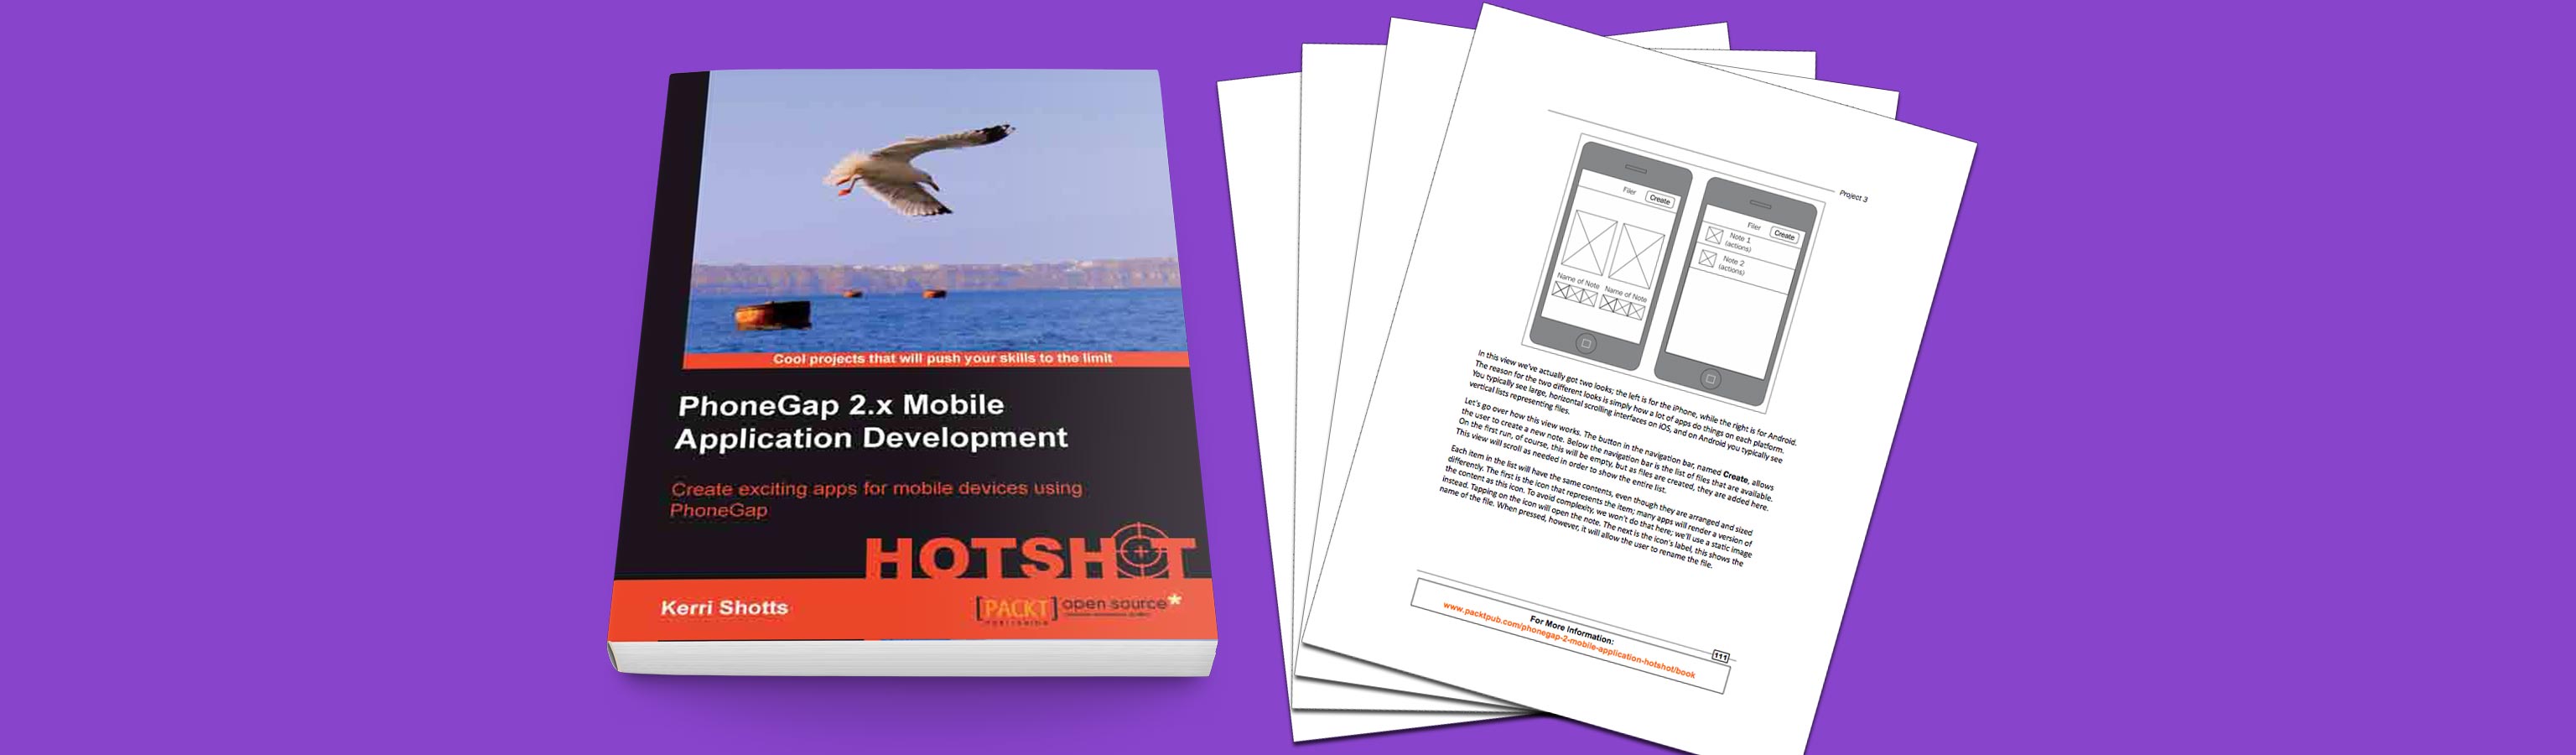 Cool projects that will push your skills to the limit
PhoneGap 2.x Mobile
Application Development
Create exciting apps for mobile devices using
PhoneGap
HOTSHOT
Kerri Shotts
[PACKT]
open source*
Project 3
Filer
Create
Name of Note
Name of Note
Filer
Create
Note 1
(actions)
Note 2
(actions)
In this view we've actually got two looks; the left is for the iPhone, while the right is for Android.
The reason for the two different looks is simply how a lot of apps do things on each platform.
You typically see large, horizontal scrolling interfaces on iOS, and on Android you typically see
vertical lists representing files.
Let's go over how this view works. The button in the navigation bar, named Create, allows
the user to create a new note. Below the navigation bar is the list of files that are available.
On the first run, of course, this will be empty, but as files are created, they are added here.
This view will scroll as needed in order to show the entire list.
Each item in the list will have the same contents, even though they are arranged and sized
differently. The first is the icon that represents the item; many apps will render a version of
the content as this icon. To avoid complexity, we won't do that here; we'll use a static image
instead. Tapping on the icon will open the note. The next is the icon's label, this shows the
name of the file. When pressed, however, it will allow the user to rename the file.
111
For More Information:
www.packtpub.com/phonegap-2-mobile-application-hotshot/book